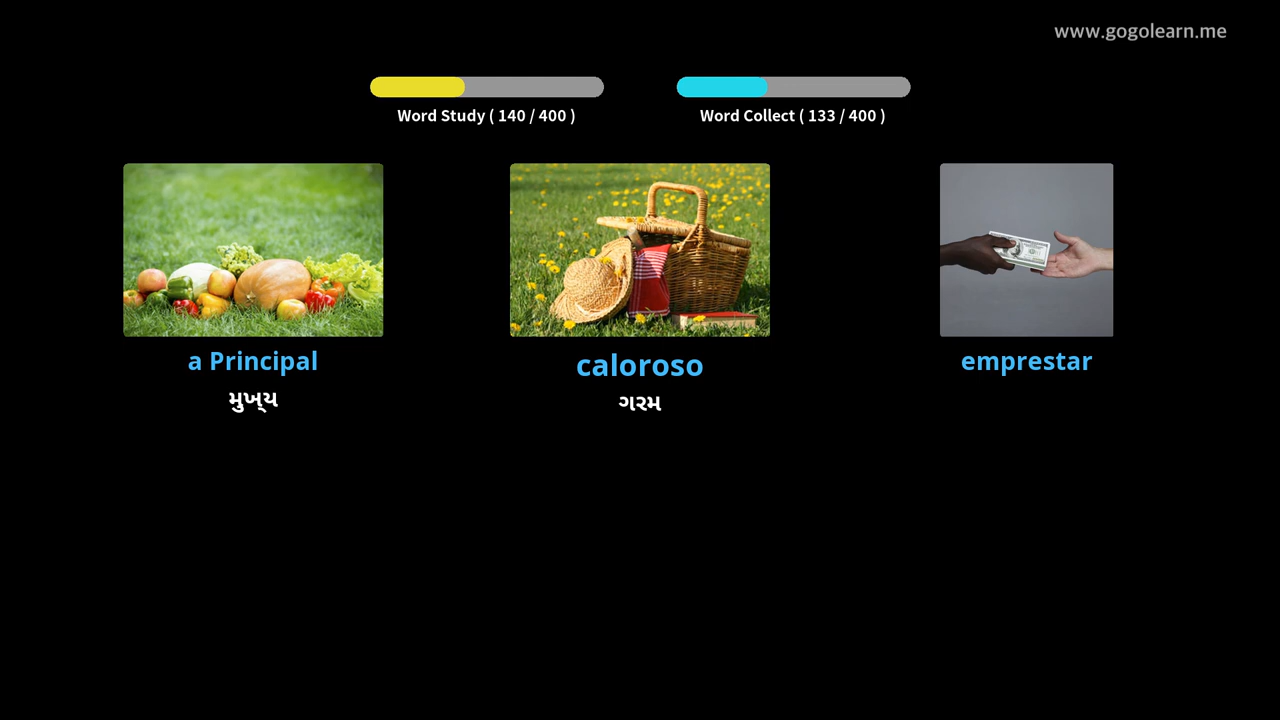 www.gogolearn.me
Word Study ( 140 / 400 )
Word Collect ( 133 / 400 )
a Principal
caloroso
emprestar
મુખ્ય
ગરમ